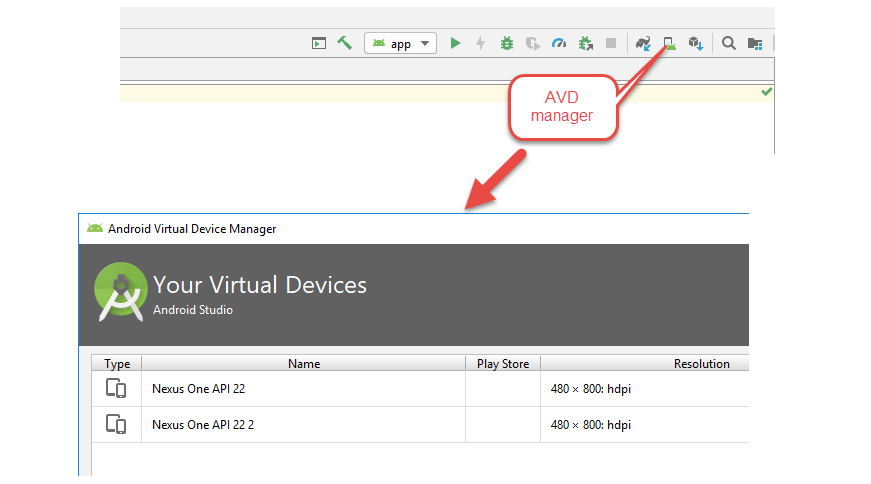 app
AVD
manager
Android Virtual Device Manager
Your Virtual Devices
Android Studio
Type Name Play Store Resolution
Nexus One API 22 480 × 800: hdpi
Nexus One API 22 2 480 × 800: hdpi